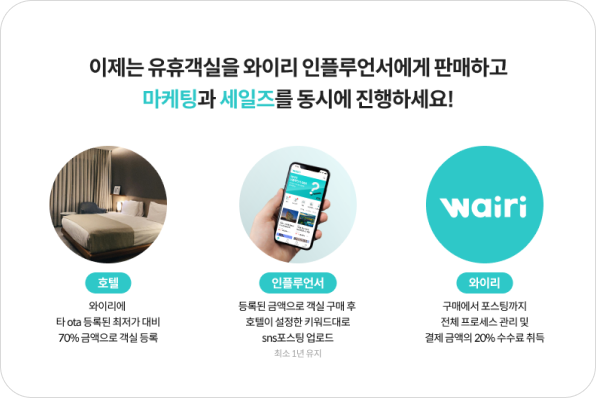 이제는 유휴객실을 와이리 인플루언서에게 판매하고
마케팅과 세일즈를 동시에 진행하세요!
wairi
호텔
와이리에
타 ota 등록된 최저가 대비
70% 금액으로 객실 등록
인플루언서
등록된 금액으로 객실 구매 후
호텔이 설정한 키워드대로
sns포스팅 업로드
최소 1년 유지
와이리
구매에서 포스팅까지
전체 프로세스 관리 및
결제 금액의 20% 수수료 취득